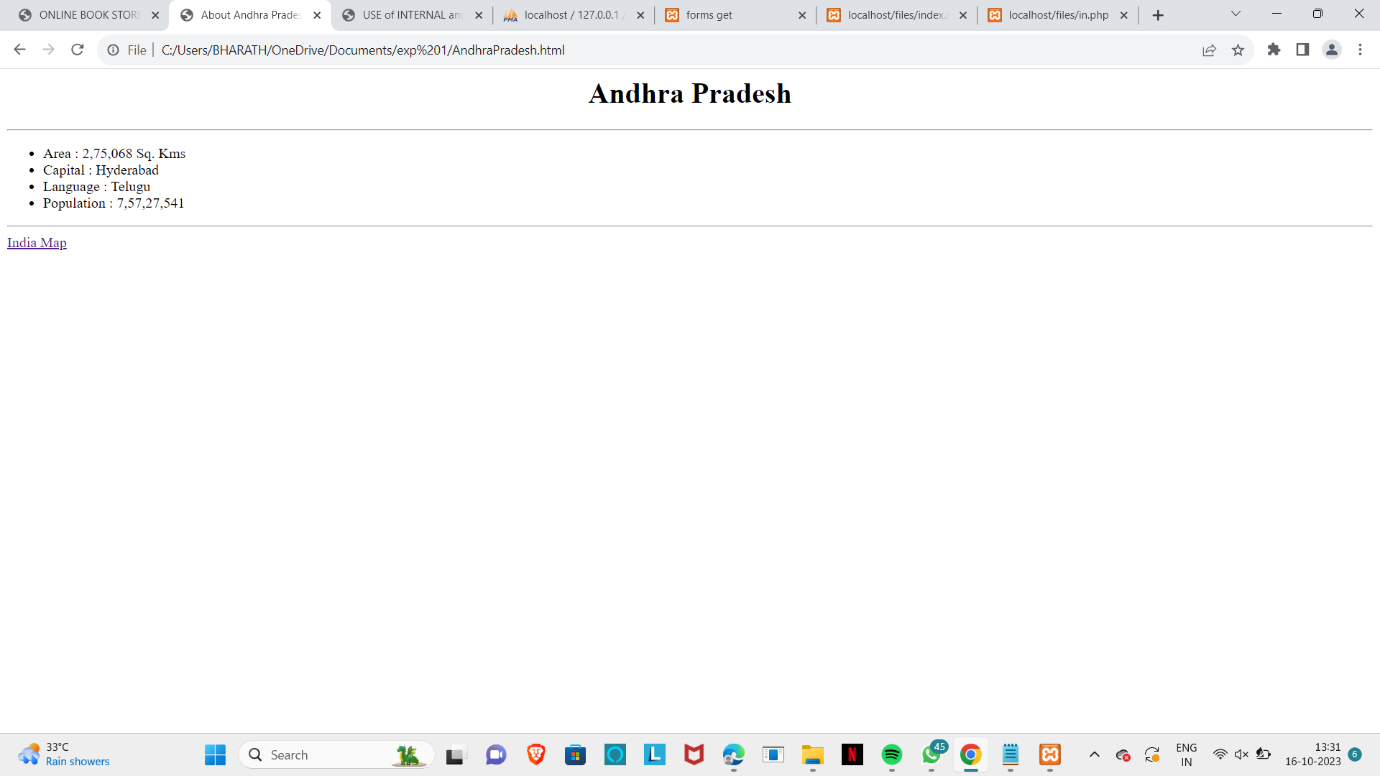 ONLINE BOOK STOR
About Andhra Prades
USE of INTERNAL an
PMA
localhost / 127.0.0.1 /
forms get
localhost/files/index.
localhost/files/in.php
File | C:/Users/BHARATH/OneDrive/Documents/exp%201/AndhraPradesh.html
Andhra Pradesh
• Area : 2,75,068 Sq. Kms
• Capital : Hyderabad
• Language : Telugu
• Population : 7,57,27,541
India Map
33°C
Rain showers
Search
L
N
45
ENG
IN
13:31
16-10-2023
6